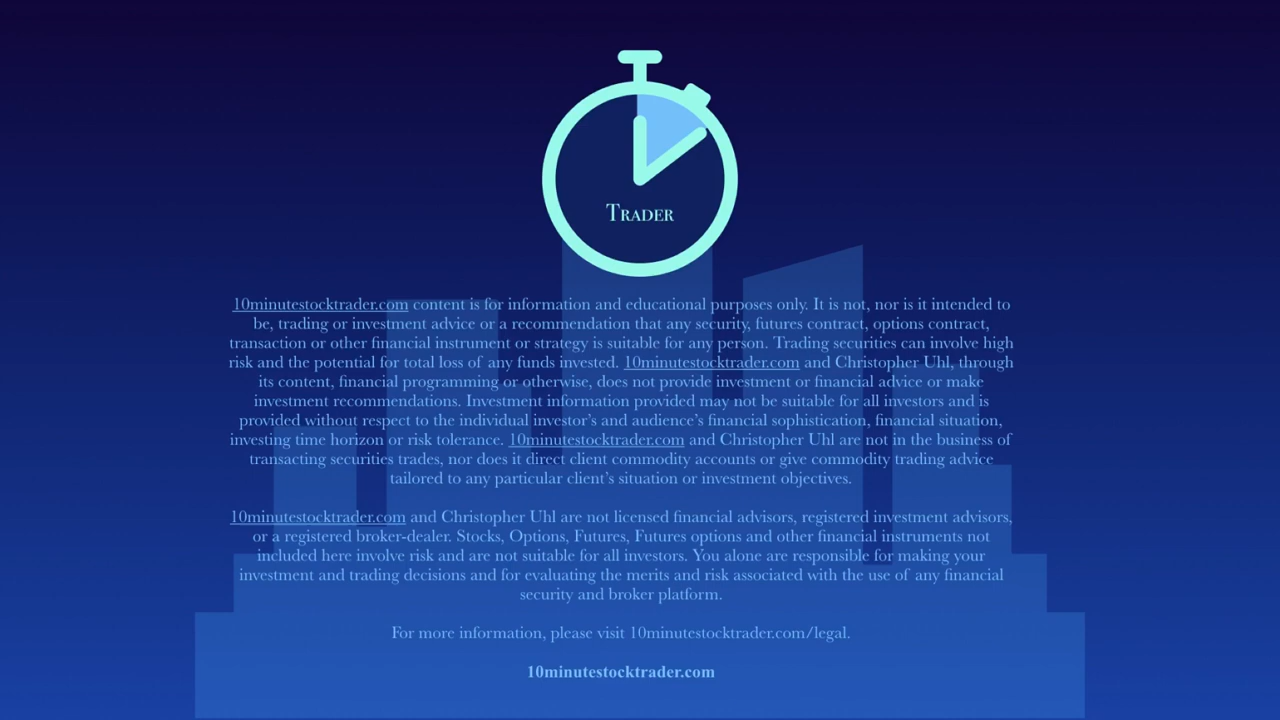 Trader
10minutestocktrader.com content is for information and educational purposes only. It is not, nor is it intended to
be, trading or investment advice or a recommendation that any security, futures contract, options contract,
transaction or other financial instrument or strategy is suitable for any person. Trading securities can involve high
risk and the potential for total loss of any funds invested. 10minutestocktrader.com and Christopher Uhl, through
its content, financial programming or otherwise, does not provide investment or financial advice or make
investment recommendations. Investment information provided may not be suitable for all investors and is
provided without respect to the individual investor’s and audience’s financial sophistication, financial situation,
investing time horizon or risk tolerance. 10minutestocktrader.com and Christopher Uhl are not in the business of
transacting securities trades, nor does it direct client commodity accounts or give commodity trading advice
tailored to any particular client’s situation or investment objectives.
10minutestocktrader.com and Christopher Uhl are not licensed financial advisors, registered investment advisors,
or a registered broker-dealer. Stocks, Options, Futures, Futures options and other financial instruments not
included here involve risk and are not suitable for all investors. You alone are responsible for making your
investment and trading decisions and for evaluating the merits and risk associated with the use of any financial
security and broker platform.
For more information, please visit 10minutestocktrader.com/legal.
10minutestocktrader.com